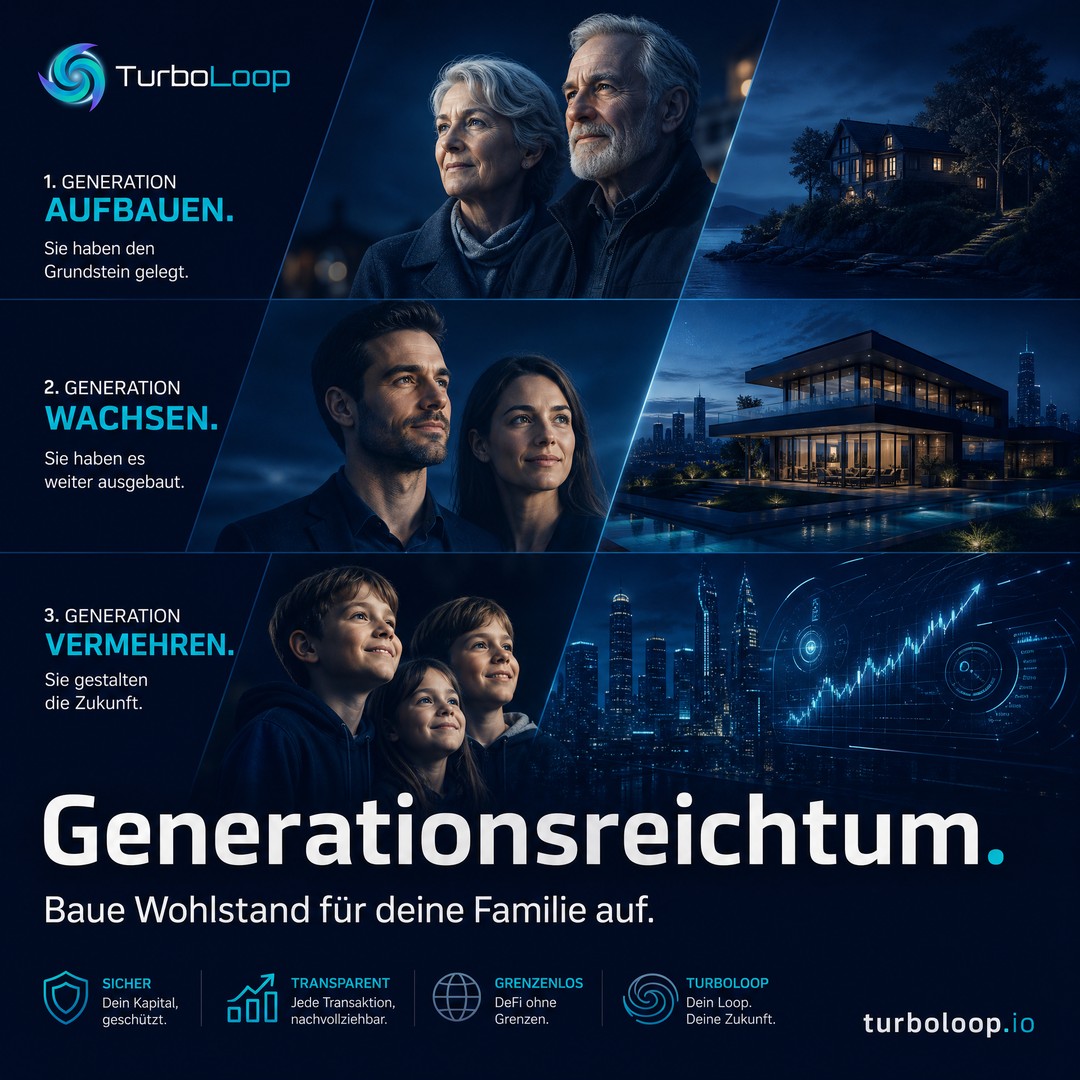 TurboLoop
1. GENERATION
AUFBAUEN.
Sie haben den
Grundstein gelegt.
2. GENERATION
WACHSEN.
Sie haben es
weiter ausgebaut.
3. GENERATION
VERMEHREN.
Sie gestalten
die Zukunft.
Generationsreichtum.
Baue Wohlstand für deine Familie auf.
SICHER
Dein Kapital,
geschützt.
TRANSPARENT
Jede Transaktion,
nachvollziehbar.
GRENZENLOS
DeFi ohne
Grenzen.
TURBOLOOP
Dein Loop.
Deine Zukunft.
turboloop.io